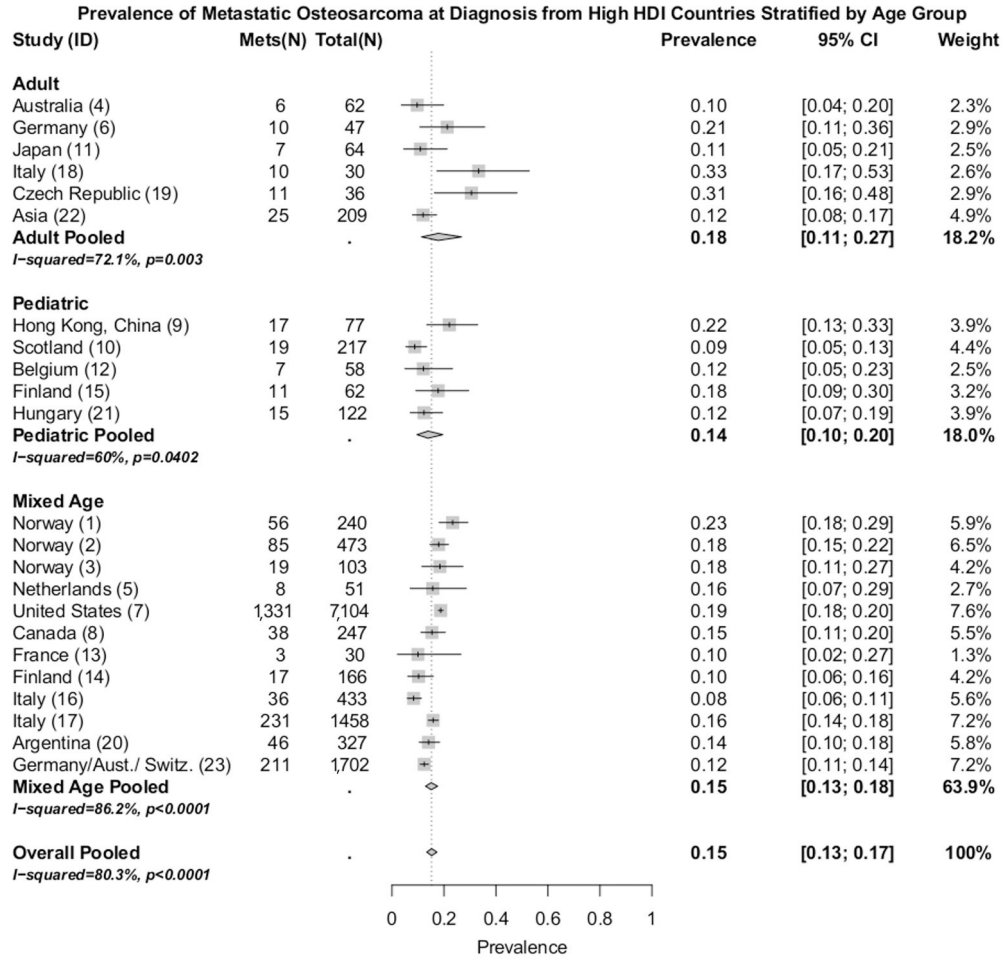 Prevalence of Metastatic Osteosarcoma at Diagnosis from High HDI Countries Stratified by Age Group
Study (ID) Mets(N) Total(N) Prevalence 95% CI Weight
Adult
Australia (4) 6 62 0.10 [0.04; 0.20] 2.3%
Germany (6) 10 47 0.21 [0.11; 0.36] 2.9%
Japan (11) 7 64 0.11 [0.05; 0.21] 2.5%
Italy (18) 10 30 0.33 [0.17; 0.53] 2.6%
Czech Republic (19) 11 36 0.31 [0.16; 0.48] 2.9%
Asia (22) 25 209 0.12 [0.08; 0.17] 4.9%
Adult Pooled . 0.18 [0.11; 0.27] 18.2%
I−squared=72.1%, p=0.003
Pediatric
Hong Kong, China (9) 17 77 0.22 [0.13; 0.33] 3.9%
Scotland (10) 19 217 0.09 [0.05; 0.13] 4.4%
Belgium (12) 7 58 0.12 [0.05; 0.23] 2.5%
Finland (15) 11 62 0.18 [0.09; 0.30] 3.2%
Hungary (21) 15 122 0.12 [0.07; 0.19] 3.9%
Pediatric Pooled . 0.14 [0.10; 0.20] 18.0%
I−squared=60%, p=0.0402
Mixed Age
Norway (1) 56 240 0.23 [0.18; 0.29] 5.9%
Norway (2) 85 473 0.18 [0.15; 0.22] 6.5%
Norway (3) 19 103 0.18 [0.11; 0.27] 4.2%
Netherlands (5) 8 51 0.16 [0.07; 0.29] 2.7%
United States (7) 1,331 7,104 0.19 [0.18; 0.20] 7.6%
Canada (8) 38 247 0.15 [0.11; 0.20] 5.5%
France (13) 3 30 0.10 [0.02; 0.27] 1.3%
Finland (14) 17 166 0.10 [0.06; 0.16] 4.2%
Italy (16) 36 433 0.08 [0.06; 0.11] 5.6%
Italy (17) 231 1458 0.16 [0.14; 0.18] 7.2%
Argentina (20) 46 327 0.14 [0.10; 0.18] 5.8%
Germany/Aust./ Switz. (23) 211 1,702 0.12 [0.11; 0.14] 7.2%
Mixed Age Pooled . 0.15 [0.13; 0.18] 63.9%
I−squared=86.2%, p<0.0001
Overall Pooled . 0.15 [0.13; 0.17] 100%
I−squared=80.3%, p<0.0001
0 0.2 0.4 0.6 0.8 1
Prevalence